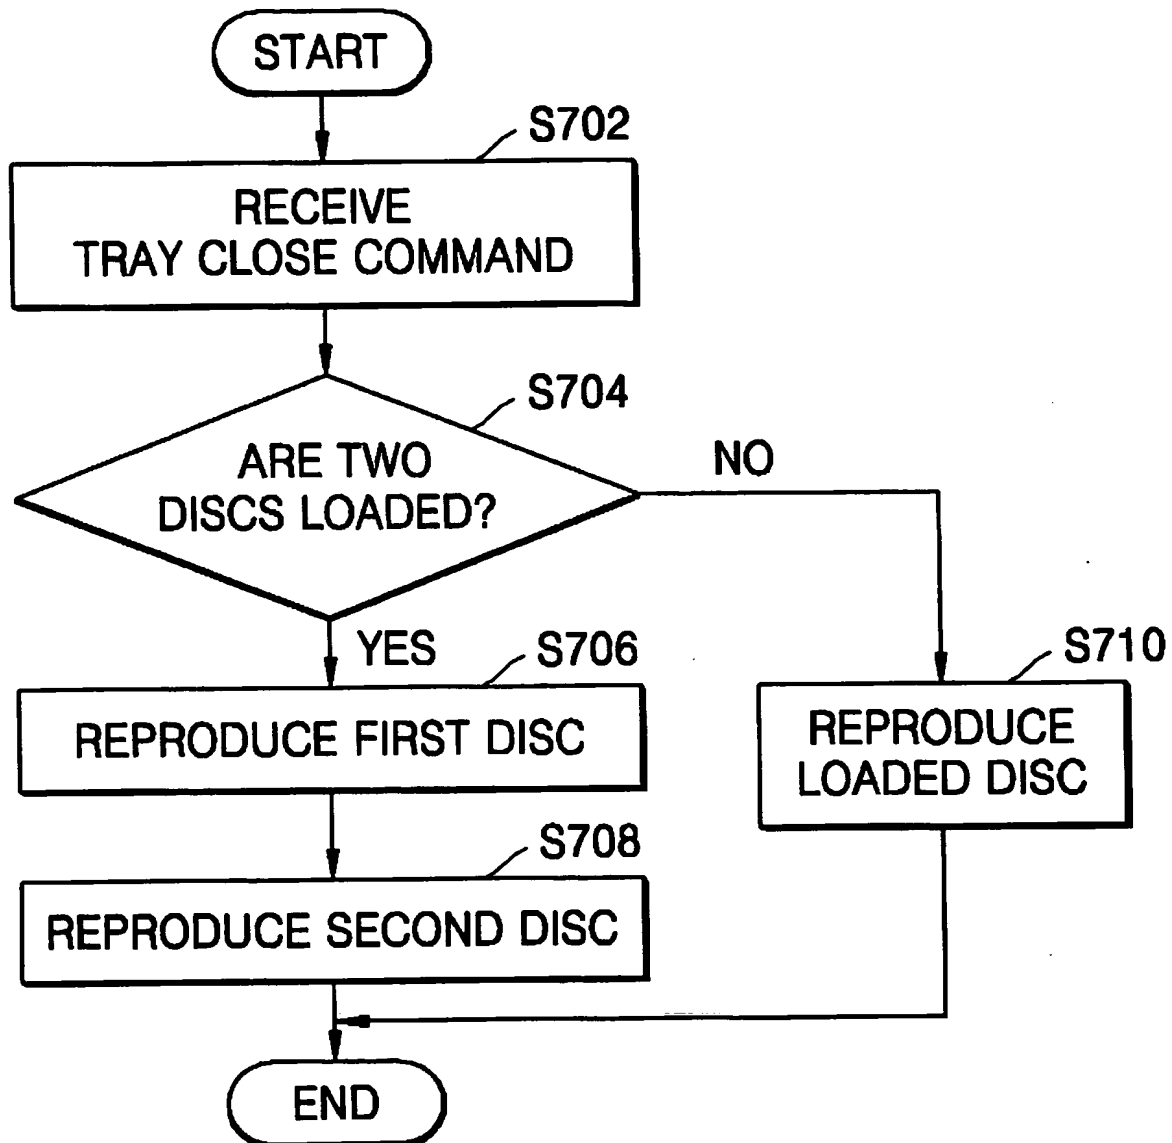 START
S702
RECEIVE
TRAY CLOSE COMMAND
S704
ARE TWO
DISCS LOADED?
NO
YES
S706
REPRODUCE FIRST DISC
S710
REPRODUCE
LOADED DISC
S708
REPRODUCE SECOND DISC
END